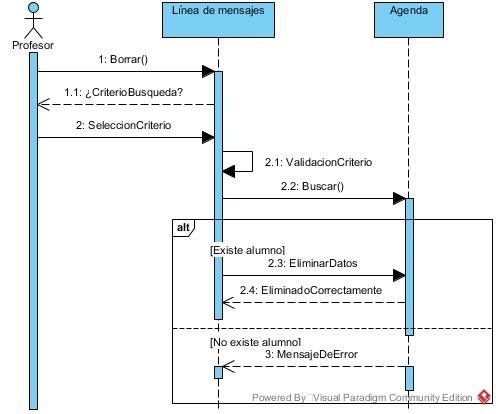 Línea de mensajes
Agenda
Profesor
1: Borrar()
1.1: ¿CriterioBusqueda?
2: SeleccionCriterio
2.1: ValidacionCriterio
2.2: Buscar()
alt
[Existe alumno]
2.3: EliminarDatos
2.4: EliminadoCorrectamente
[No existe alumno]
3: MensajeDeError
Powered By Visual Paradigm Community Edition